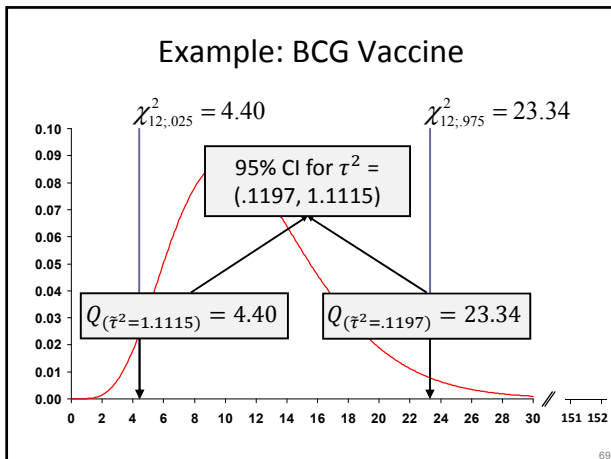 Example: BCG Vaccine
χ²₁₂;.₀₂₅ = 4.40
χ²₁₂;.₉₇₅ = 23.34
0.10
0.09
0.08
0.07
0.06
0.05
0.04
0.03
0.02
0.01
0.00
95% CI for τ² =
(.1197, 1.1115)
Q(τ̃²=1.1115) = 4.40
Q(τ̃²=.1197) = 23.34
0 2 4 6 8 10 12 14 16 18 20 22 24 26 28 30 // 151 152
69